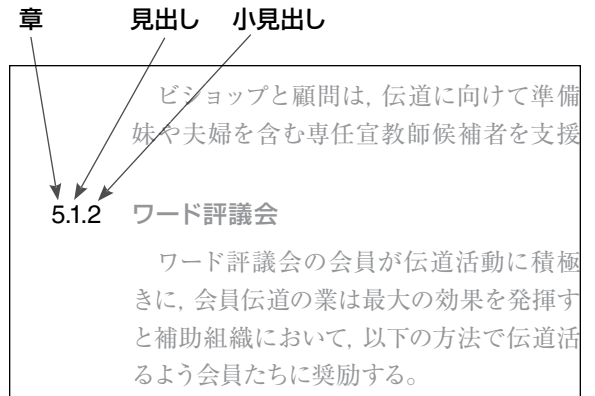 章 見出し 小見出し
ビショップと顧問は, 伝道に向けて準備
妹や夫婦を含む専任宣教師候補者を支援
5.1.2 ワード評議会
ワード評議会の会員が伝道活動に積極
きに, 会員伝道の業は最大の効果を発揮す
と補助組織において, 以下の方法で伝道活
るよう会員たちに奨励する。